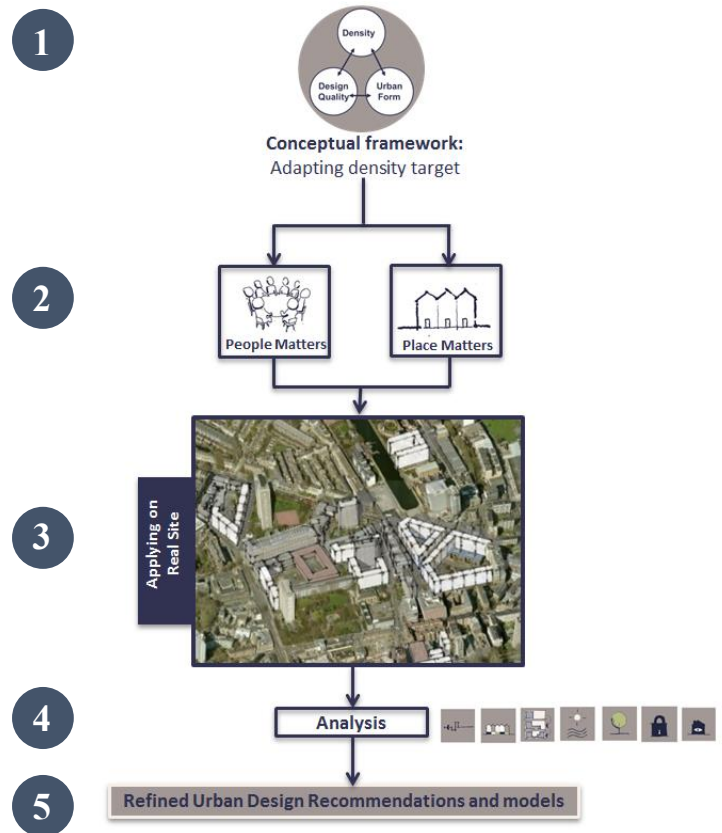 1
Density
Design
Quality
Urban
Form
Conceptual framework:
Adapting density target
2
People Matters
Place Matters
3
Applying on
Real Site
4
Analysis
5
Refined Urban Design Recommendations and models